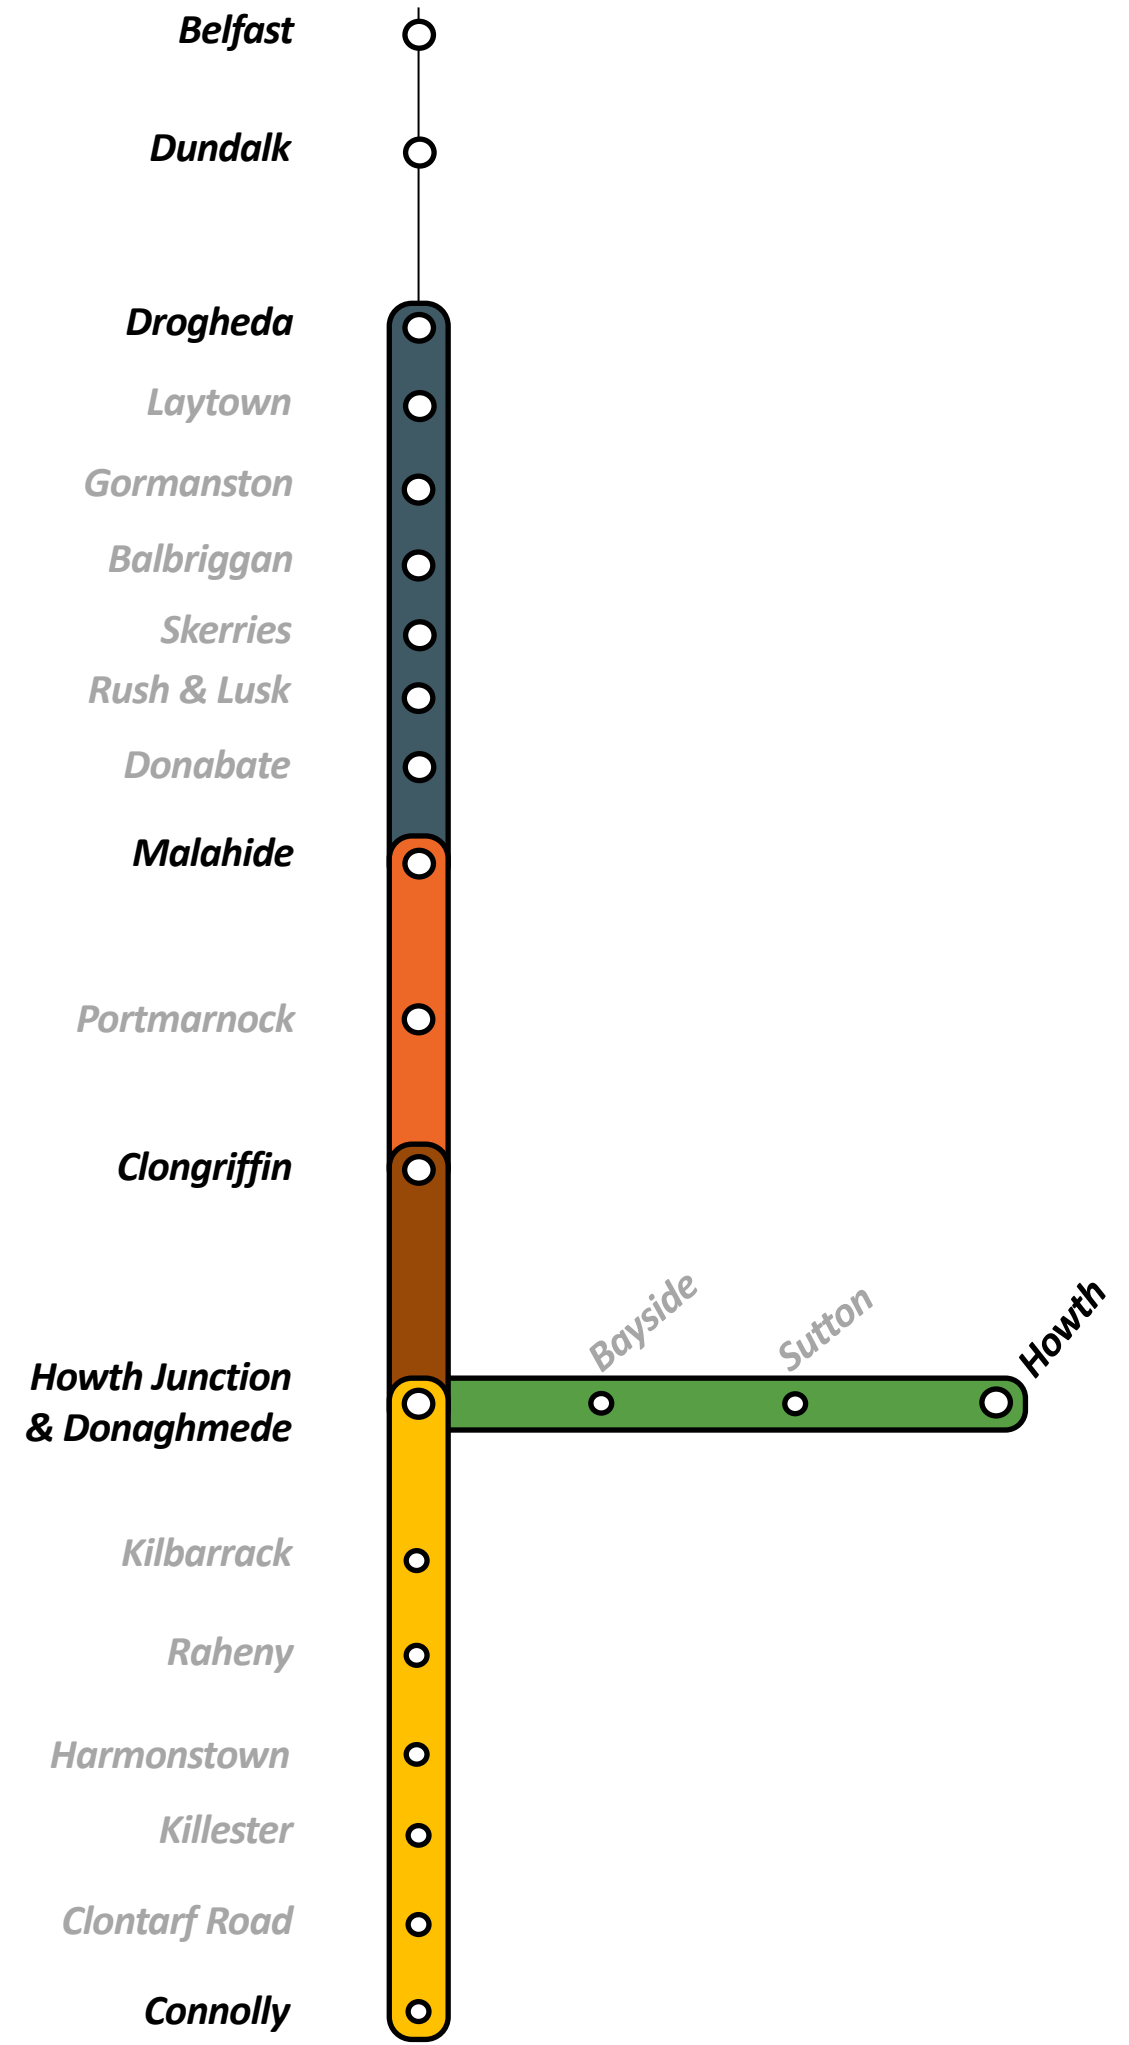 Belfast
Dundalk
Drogheda
Laytown
Gormanston
Balbriggan
Skerries
Rush & Lusk
Donabate
Malahide
Portmarnock
Clongriffin
Bayside
Sutton
Howth
Howth Junction
& Donaghmede
Kilbarrack
Raheny
Harmonstown
Killester
Clontarf Road
Connolly